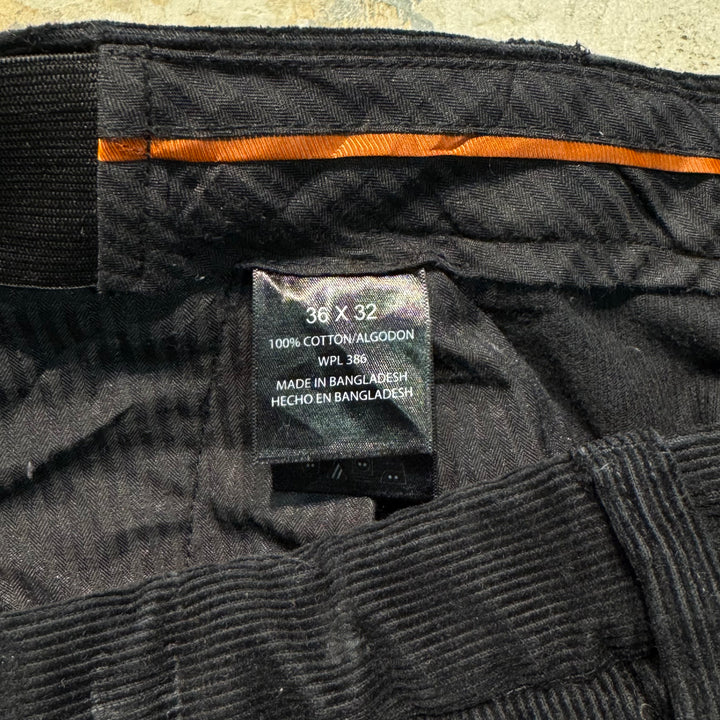 36 X 32
100% COTTON/ALGODON
WPL 386
MADE IN BANGLADESH
HECHO EN BANGLADESH